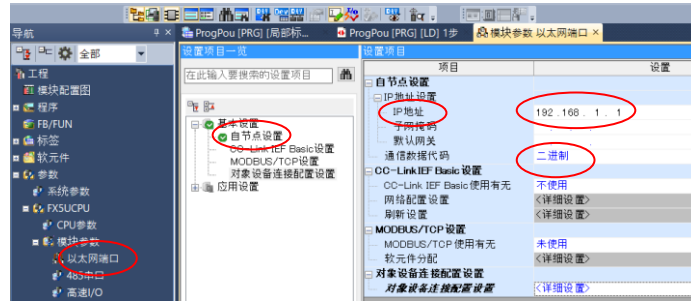 导航
全部
工程
模块配置图
程序
FB/FUN
标签
软元件
参数
系统参数
FX5UCPU
CPU参数
模块参数
以太网端口
485串口
高速I/O
ProgPou [PRG] [局部标...
ProgPou [PRG] [LD] 1步
模块参数 以太网端口
设置项目一览
在此输入要搜索的设置项目
基本设置
自节点设置
CC-Link IEF Basic设置
MODBUS/TCP设置
对象设备连接配置设置
应用设置
设置项目
项目 设置
自节点设置
IP地址设置
IP地址 192 . 168 . 1 . 1
子网掩码 . . .
默认网关 . . .
通信数据代码 二进制
CC-Link IEF Basic 设置
CC-Link IEF Basic使用有无 不使用
网络配置设置 <详细设置>
刷新设置 <详细设置>
MODBUS/TCP设置
MODBUS/TCP使用有无 未使用
软元件分配 <详细设置>
对象设备连接配置设置
对象设备连接配置设置 <详细设置>